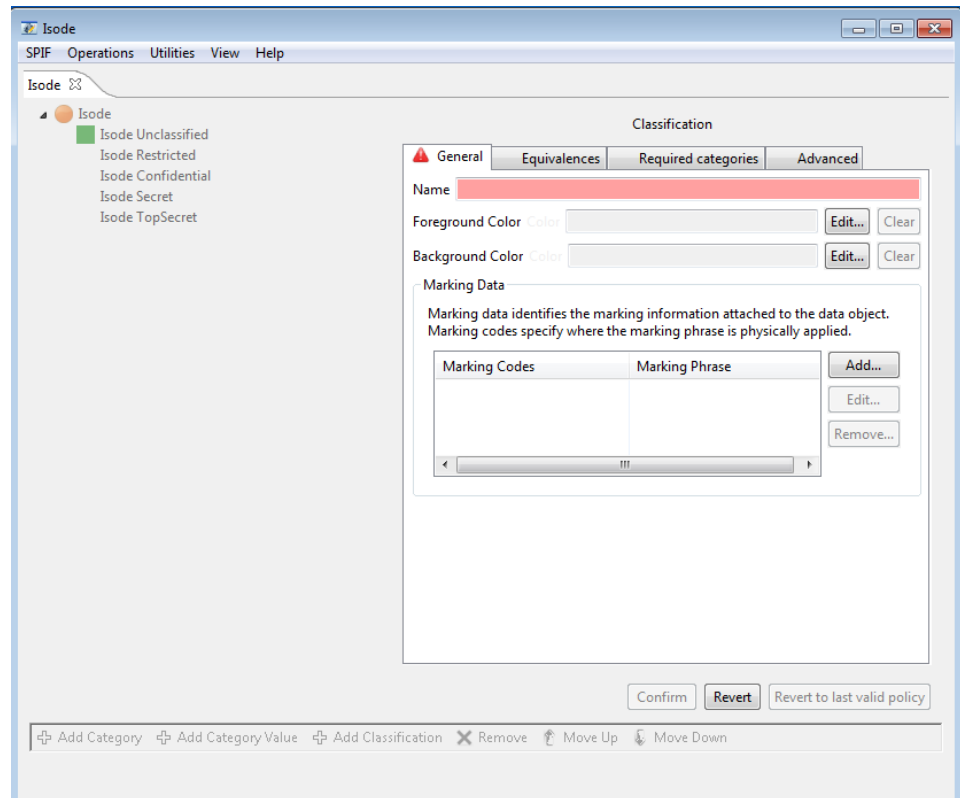 Isode
SPIF Operations Utilities View Help
Isode
Isode
Isode Unclassified
Isode Restricted
Isode Confidential
Isode Secret
Isode TopSecret
Classification
General Equivalences Required categories Advanced
Name
Foreground Color Color Edit... Clear
Background Color Color Edit... Clear
Marking Data
Marking data identifies the marking information attached to the data object.
Marking codes specify where the marking phrase is physically applied.
Marking Codes Marking Phrase Add...
Edit...
Remove...
Confirm Revert Revert to last valid policy
Add Category Add Category Value Add Classification Remove Move Up Move Down